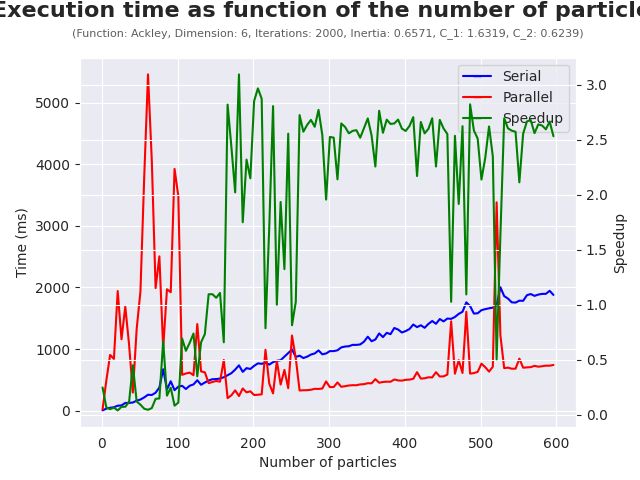 Execution time as function of the number of particle
(Function: Ackley, Dimension: 6, Iterations: 2000, Inertia: 0.6571, C_1: 1.6319, C_2: 0.6239)
Serial
Parallel
Speedup
Time (ms)
5000
4000
3000
2000
1000
0
3.0
2.5
2.0
1.5
1.0
0.5
0.0
Speedup
0 100 200 300 400 500 600
Number of particles